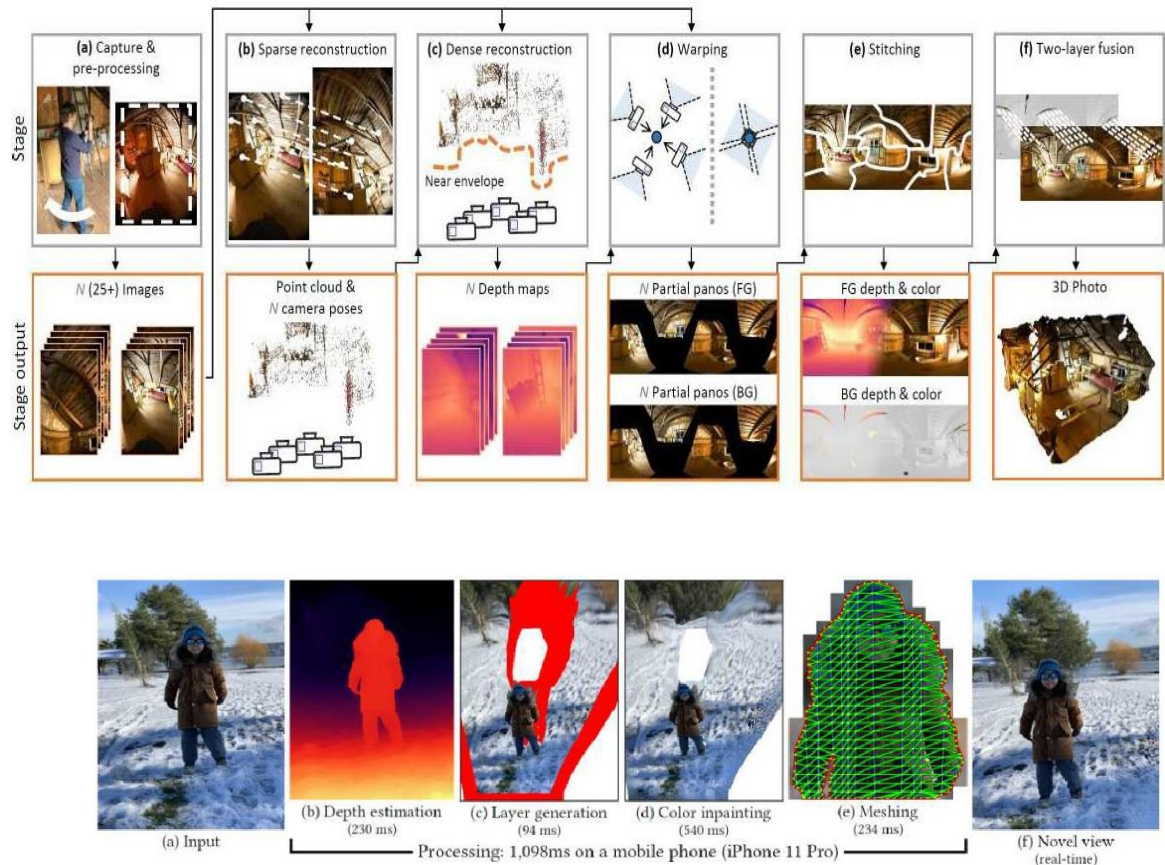 Stage
(a) Capture &
pre-processing
(b) Sparse reconstruction
(c) Dense reconstruction
Near envelope
(d) Warping
(e) Stitching
(f) Two-layer fusion
Stage output
N (25+) Images
Point cloud &
N camera poses
N Depth maps
N Partial panos (FG)
N Partial panos (BG)
FG depth & color
BG depth & color
3D Photo
(a) Input
(b) Depth estimation
(230 ms)
(c) Layer generation
(94 ms)
(d) Color inpainting
(540 ms)
(e) Meshing
(234 ms)
(f) Novel view
(real-time)
Processing: 1,098ms on a mobile phone (iPhone 11 Pro)